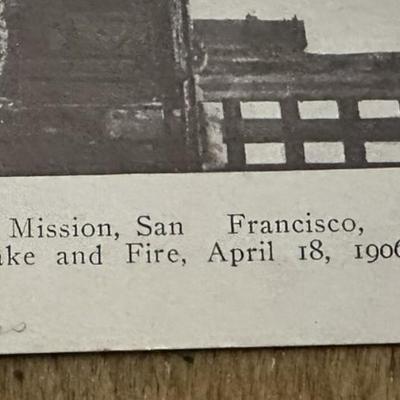 Mission, San Francisco,
ake and Fire, April 18, 1906